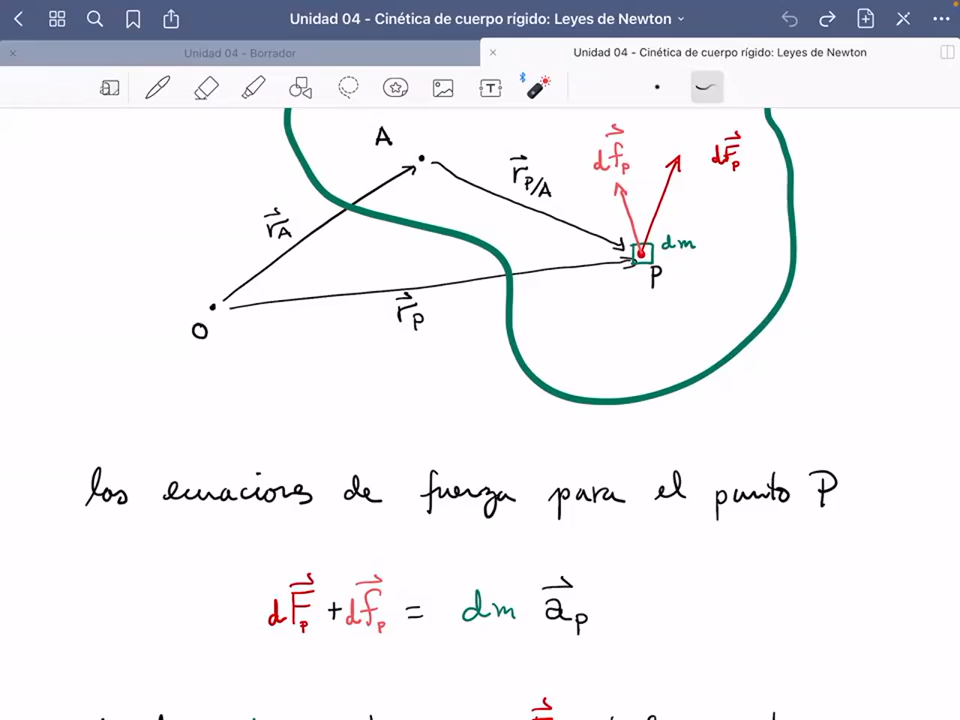 Unidad 04 - Cinética de cuerpo rígido: Leyes de Newton
Unidad 04 - Borrador
Unidad 04 - Cinética de cuerpo rígido: Leyes de Newton
A
df⃗p
dF⃗p
r⃗P/A
r⃗A
dm
P
r⃗P
O
las ecuaciones de fuerza para el punto P
dF⃗p + df⃗p = dm a⃗p